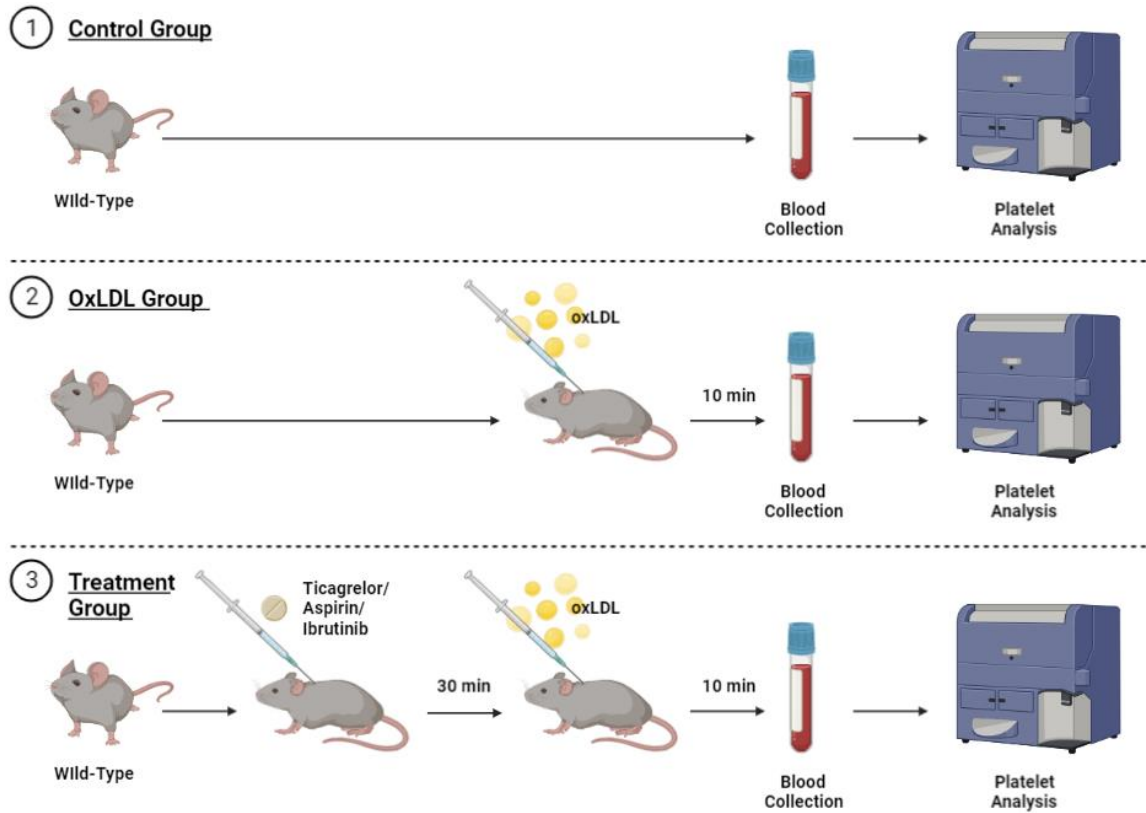 1 Control Group
WIld-Type
Blood
Collection
Platelet
Analysis
2 OxLDL Group
oxLDL
10 min
WIld-Type
Blood
Collection
Platelet
Analysis
3 Treatment
Group
Ticagrelor/
Aspirin/
Ibrutinib
oxLDL
30 min
10 min
WIld-Type
Blood
Collection
Platelet
Analysis